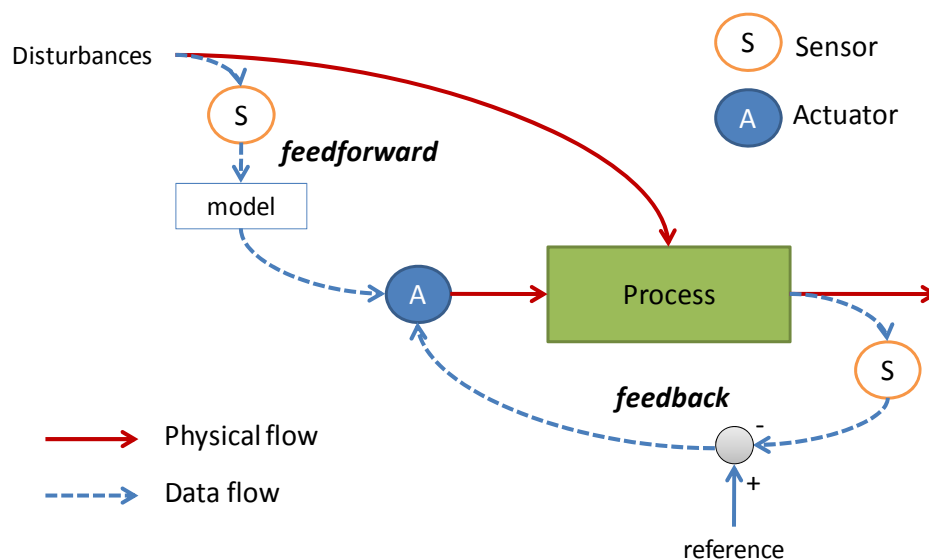 Disturbances
S
Sensor
S
A
Actuator
feedforward
model
A
Process
S
feedback
-
+
Physical flow
Data flow
reference